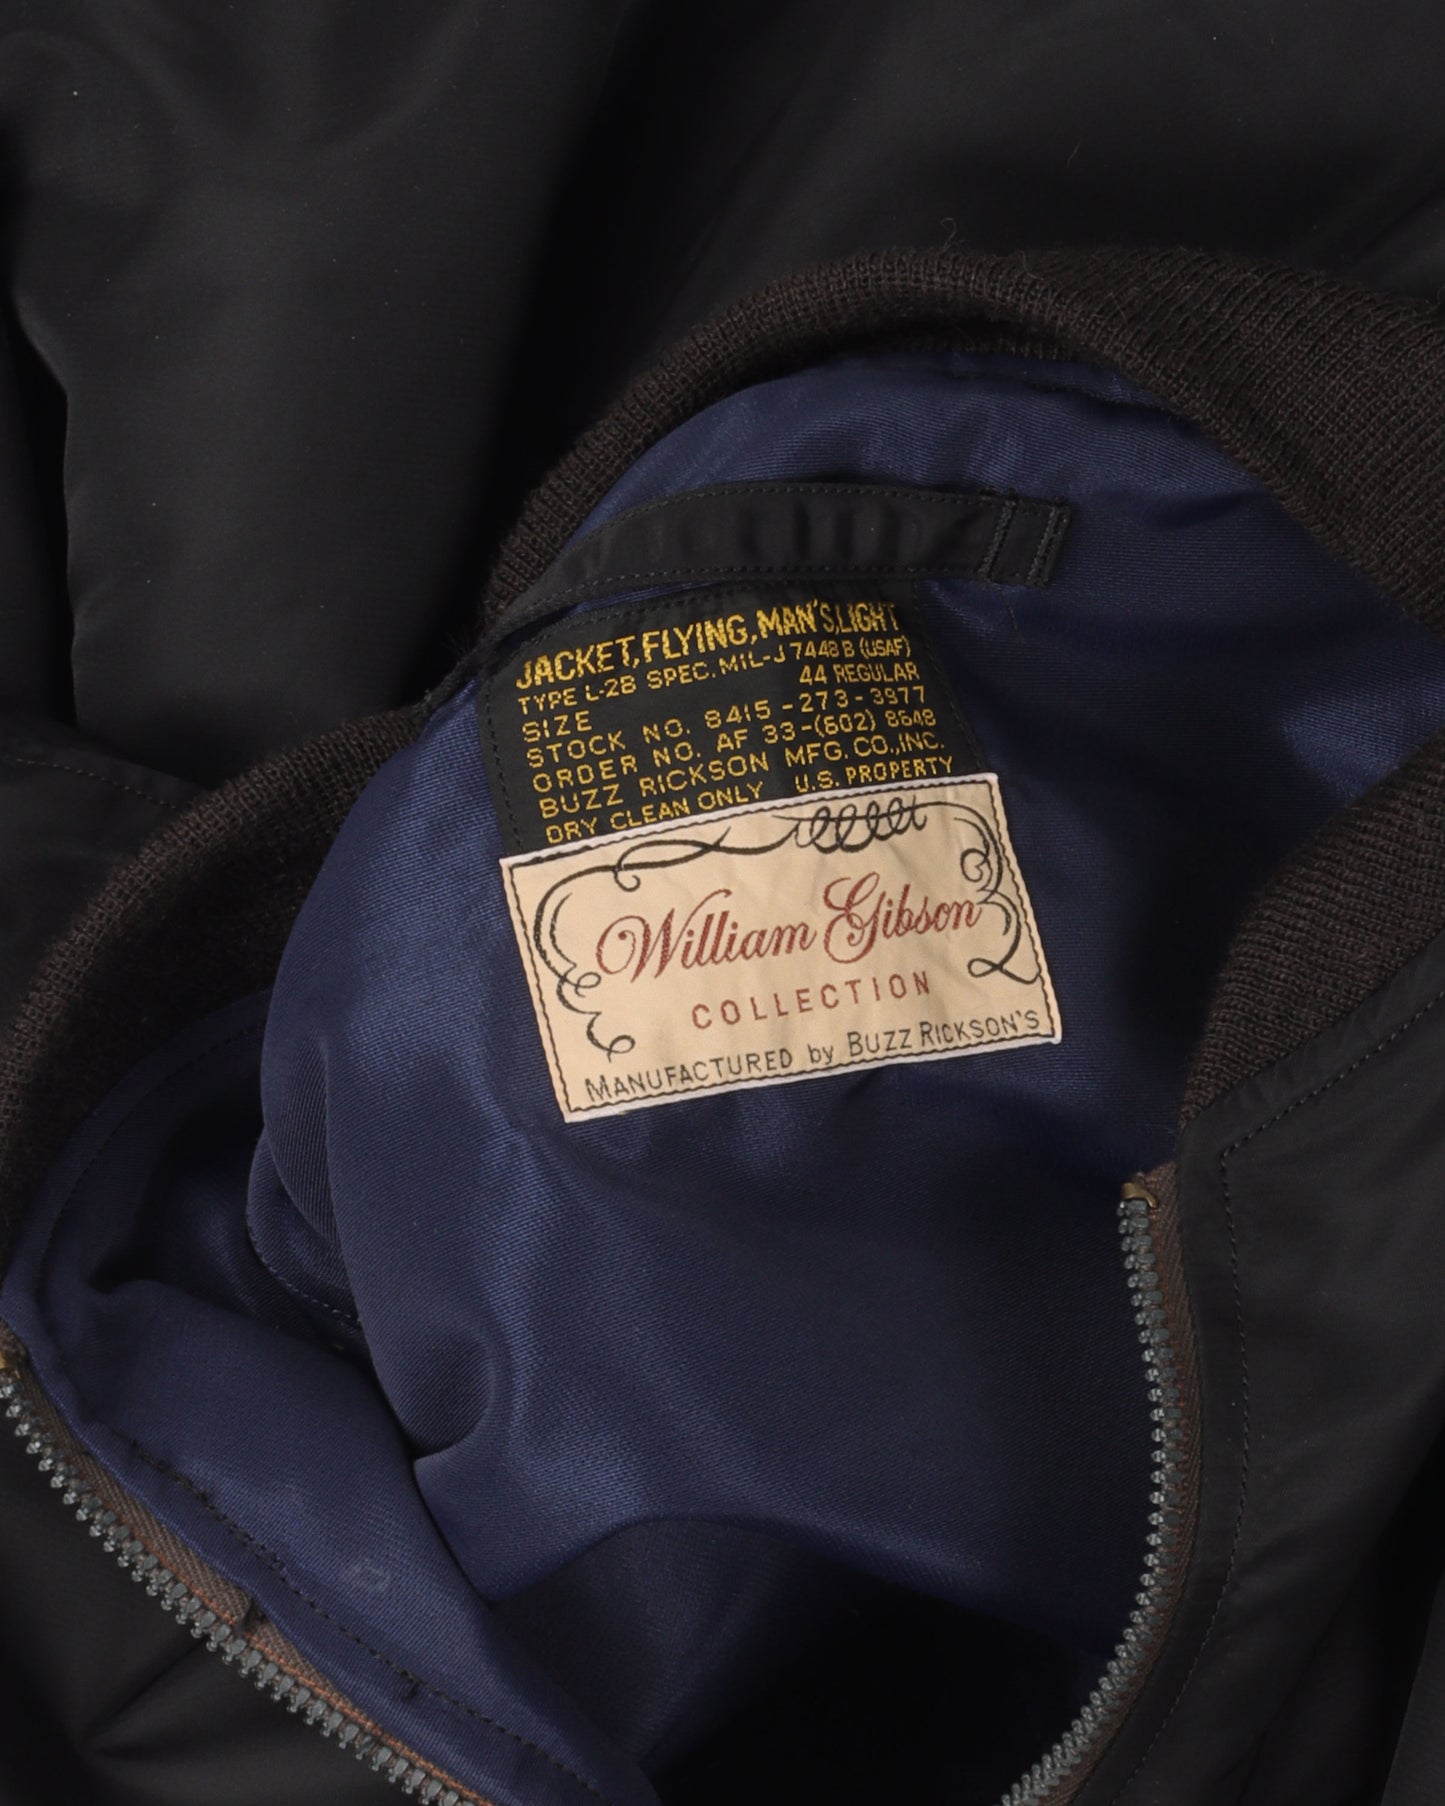 JACKET, FLYING, MAN'S, LIGHT
TYPE L-2B SPEC. MIL-J 7448 B (USAF)
SIZE 44 REGULAR
STOCK NO. 8415-273-3977
ORDER NO. AF 33-(602) 8648
BUZZ RICKSON MFG. CO., INC.
DRY CLEAN ONLY U.S. PROPERTY
William Gibson
COLLECTION
MANUFACTURED by BUZZ RICKSON'S